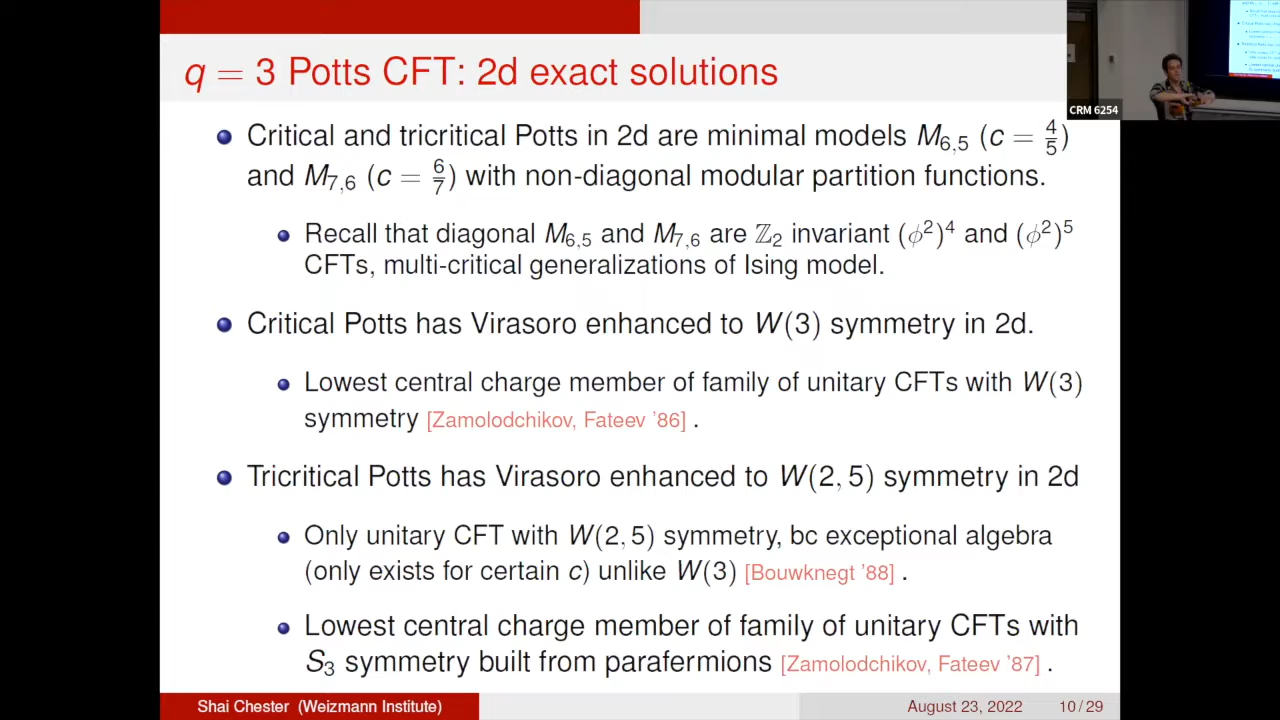 q = 3 Potts CFT: 2d exact solutions
CRM 6254
Critical and tricritical Potts in 2d are minimal models M₆,₅ (c = 4/5)
and M₇,₆ (c = 6/7) with non-diagonal modular partition functions.
Recall that diagonal M₆,₅ and M₇,₆ are ℤ₂ invariant (ϕ²)⁴ and (ϕ²)⁵
CFTs, multi-critical generalizations of Ising model.
Critical Potts has Virasoro enhanced to W(3) symmetry in 2d.
Lowest central charge member of family of unitary CFTs with W(3)
symmetry [Zamolodchikov, Fateev '86] .
Tricritical Potts has Virasoro enhanced to W(2, 5) symmetry in 2d
Only unitary CFT with W(2, 5) symmetry, bc exceptional algebra
(only exists for certain c) unlike W(3) [Bouwknegt '88] .
Lowest central charge member of family of unitary CFTs with
S₃ symmetry built from parafermions [Zamolodchikov, Fateev '87] .
Shai Chester (Weizmann Institute)
August 23, 2022
10 / 29